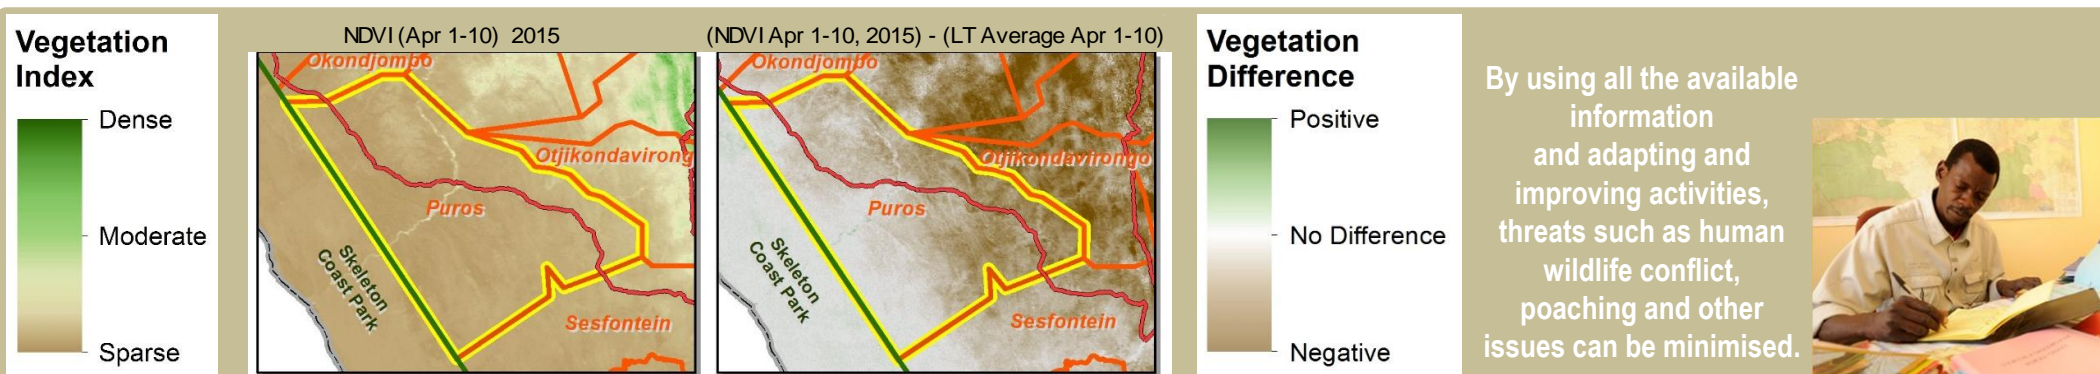 Vegetation
Index
Dense
Moderate
Sparse
NDVI (Apr 1-10) 2015
Okondjombo
Otjikondavirong
Puros
Skeleton
Coast Park
Sesfontein
(NDVI Apr 1-10, 2015) - (LT Average Apr 1-10)
Okondjombo
Otjikondavirongo
Puros
Skeleton
Coast Park
Sesfontein
Vegetation
Difference
Positive
No Difference
Negative
By using all the available
information
and adapting and
improving activities,
threats such as human
wildlife conflict,
poaching and other
issues can be minimised.